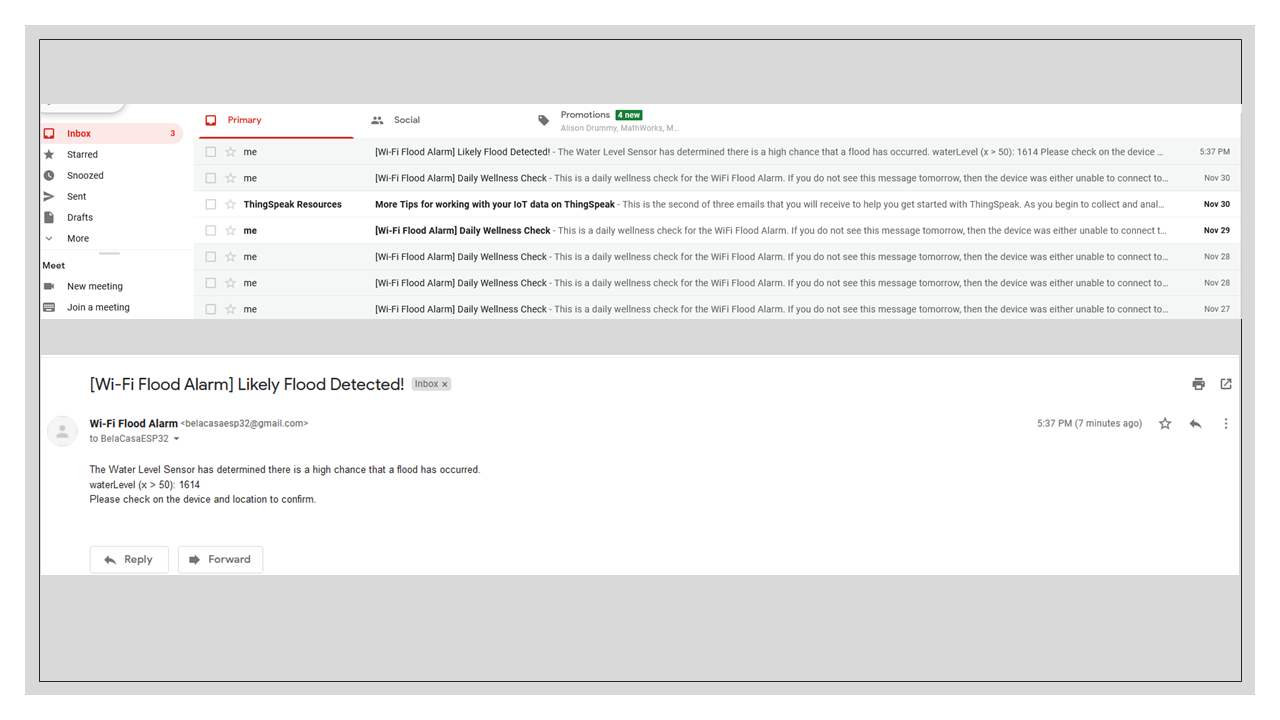 Primary
Social
Promotions 4 new
Alison Drummy, MathWorks, M...
Inbox 3
Starred
Snoozed
Sent
Drafts
More
Meet
New meeting
Join a meeting
me [Wi-Fi Flood Alarm] Likely Flood Detected! - The Water Level Sensor has determined there is a high chance that a flood has occurred. waterLevel (x > 50): 1614 Please check on the device ... 5:37 PM
me [Wi-Fi Flood Alarm] Daily Wellness Check - This is a daily wellness check for the WiFi Flood Alarm. If you do not see this message tomorrow, then the device was either unable to connect to... Nov 30
ThingSpeak Resources More Tips for working with your IoT data on ThingSpeak - This is the second of three emails that you will receive to help you get started with ThingSpeak. As you begin to collect and anal... Nov 30
me [Wi-Fi Flood Alarm] Daily Wellness Check - This is a daily wellness check for the WiFi Flood Alarm. If you do not see this message tomorrow, then the device was either unable to connect t... Nov 29
me [Wi-Fi Flood Alarm] Daily Wellness Check - This is a daily wellness check for the WiFi Flood Alarm. If you do not see this message tomorrow, then the device was either unable to connect to... Nov 28
me [Wi-Fi Flood Alarm] Daily Wellness Check - This is a daily wellness check for the WiFi Flood Alarm. If you do not see this message tomorrow, then the device was either unable to connect to... Nov 28
me [Wi-Fi Flood Alarm] Daily Wellness Check - This is a daily wellness check for the WiFi Flood Alarm. If you do not see this message tomorrow, then the device was either unable to connect to... Nov 27
[Wi-Fi Flood Alarm] Likely Flood Detected! Inbox x
Wi-Fi Flood Alarm <belacasaesp32@gmail.com> 5:37 PM (7 minutes ago)
to BelaCasaESP32
The Water Level Sensor has determined there is a high chance that a flood has occurred.
waterLevel (x > 50): 1614
Please check on the device and location to confirm.
Reply Forward